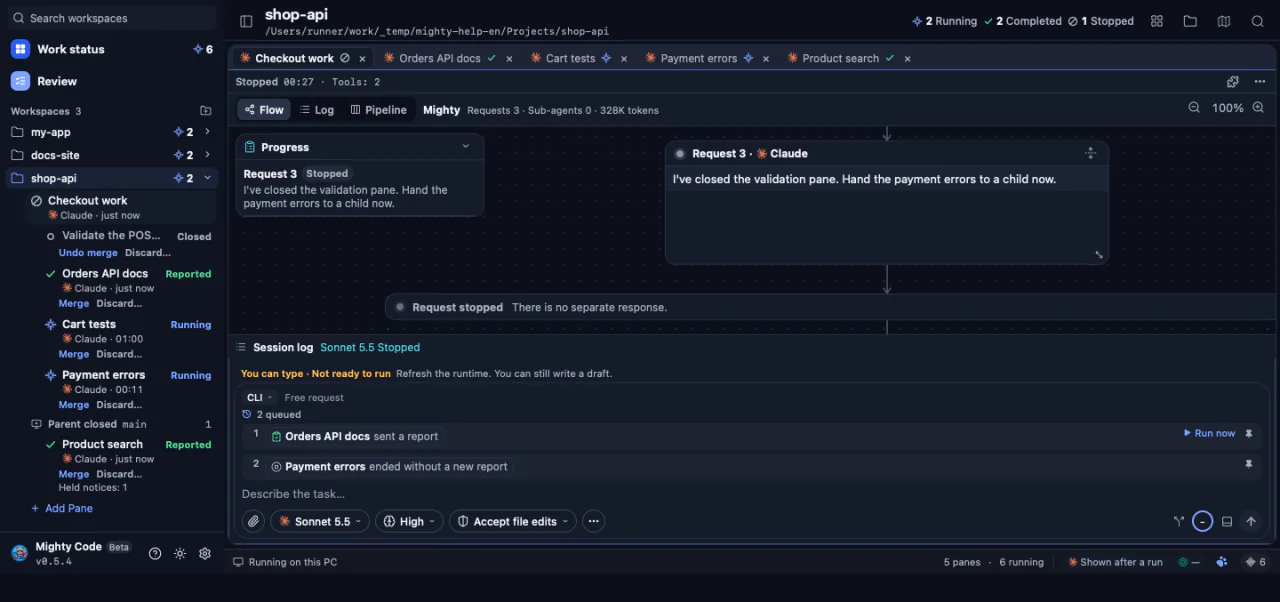 Search workspaces
Work status 6
Review
Workspaces 3
my-app 2
docs-site 2
shop-api 2
Checkout work
Claude · just now
Validate the POS... Closed
Undo merge Discard...
Orders API docs Reported
Claude · just now
Merge Discard...
Cart tests Running
Claude · 01:00
Merge Discard...
Payment errors Running
Claude · 00:11
Merge Discard...
Parent closed main 1
Product search Reported
Claude · just now
Merge Discard...
Held notices: 1
+ Add Pane
Mighty Code Beta
v0.5.4
shop-api
/Users/runner/work/_temp/mighty-help-en/Projects/shop-api
2 Running 2 Completed 1 Stopped
Checkout work Orders API docs Cart tests Payment errors Product search
Stopped 00:27 · Tools: 2
Flow Log Pipeline Mighty Requests 3 · Sub-agents 0 · 328K tokens 100%
Progress
Request 3 Stopped
I've closed the validation pane. Hand the
payment errors to a child now.
Request 3 · Claude
I've closed the validation pane. Hand the payment errors to a child now.
Request stopped There is no separate response.
Session log Sonnet 5.5 Stopped
You can type · Not ready to run Refresh the runtime. You can still write a draft.
CLI Free request
2 queued
1 Orders API docs sent a report Run now
2 Payment errors ended without a new report
Describe the task...
Sonnet 5.5 High Accept file edits
Running on this PC 5 panes · 6 running Shown after a run — 6